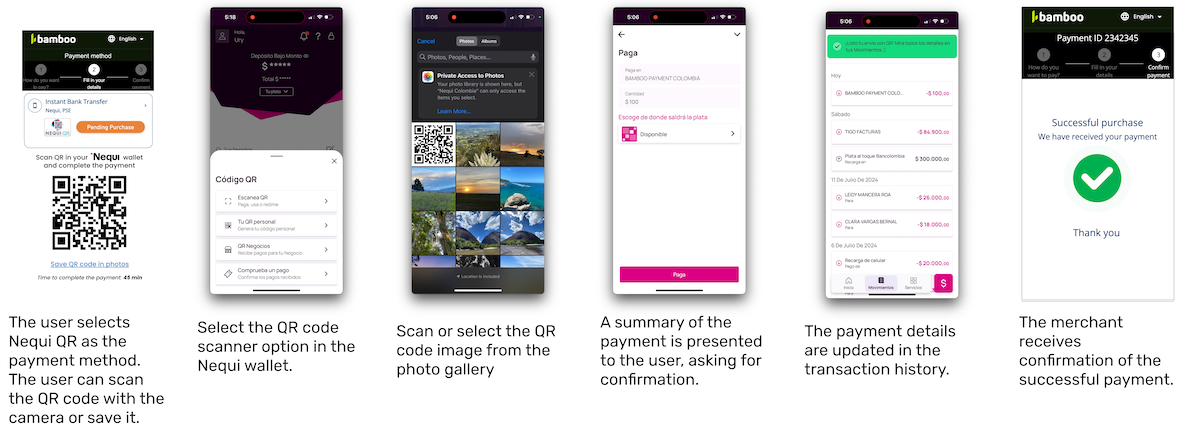 bamboo
English
Payment method
1
2
3
How do you want to pay?
Fill in your details
Confirm payment
Instant Bank Transfer
Nequi, PSE
NEQUI QR
Pending Purchase
Scan QR in your Nequi wallet
and complete the payment
Save QR code in photos
Time to complete the payment: 45 min
The user selects
Nequi QR as the
payment method.
The user can scan
the QR code with the
camera or save it.
5:18
Hola,
Ury
Depósito Bajo Monto
$ *****
Total $ *****
Tu plata
Código QR
Escanea QR
Paga, usa o redime
Tu QR personal
Genera tu código personal
QR Negocios
Recibe pagos para tu Negocio
Comprueba un pago
Confirma los pagos recibidos
Select the QR code
scanner option in the
Nequi wallet.
5:06
Cancel
Photos
Albums
Photos, People, Places...
Private Access to Photos
Your photo library is shown here, but
"Nequi Colombia" can only access the
items you select.
Learn More...
Location is Included
Scan or select the QR
code image from the
photo gallery
5:06
Paga
Paga en
BAMBOO PAYMENT COLOMBIA
Cantidad
$ 100
Escoge de donde saldrá la plata
Disponible
Paga
A summary of the
payment is presented
to the user, asking for
confirmation.
5:06
¡Listo tu envío con QR! Mira todos los detalles en
tus Movimientos ;)
Hoy
BAMBOO PAYMENT COLO...
-$ 100,00
Sábado
TIGO FACTURAS
-$ 84.900,00
Plata al toque Bancolombia
Recarga en
$ 300.000,00
11 De Julio De 2024
LEIDY MANCERA ROA
Para
-$ 26.000,00
CLARA VARGAS BERNAL
Para
-$ 18.000,00
6 De Julio De 2024
Recarga de celular
Pago de
-$ 20.000,00
Inicio
Movimientos
Servicios
$
The payment details
are updated in the
transaction history.
bamboo
English
Payment ID 2342345
1
2
3
How do you want to pay?
Fill in your details
Confirm payment
Successful purchase
We have received your payment
Thank you
The merchant
receives
confirmation of the
successful payment.